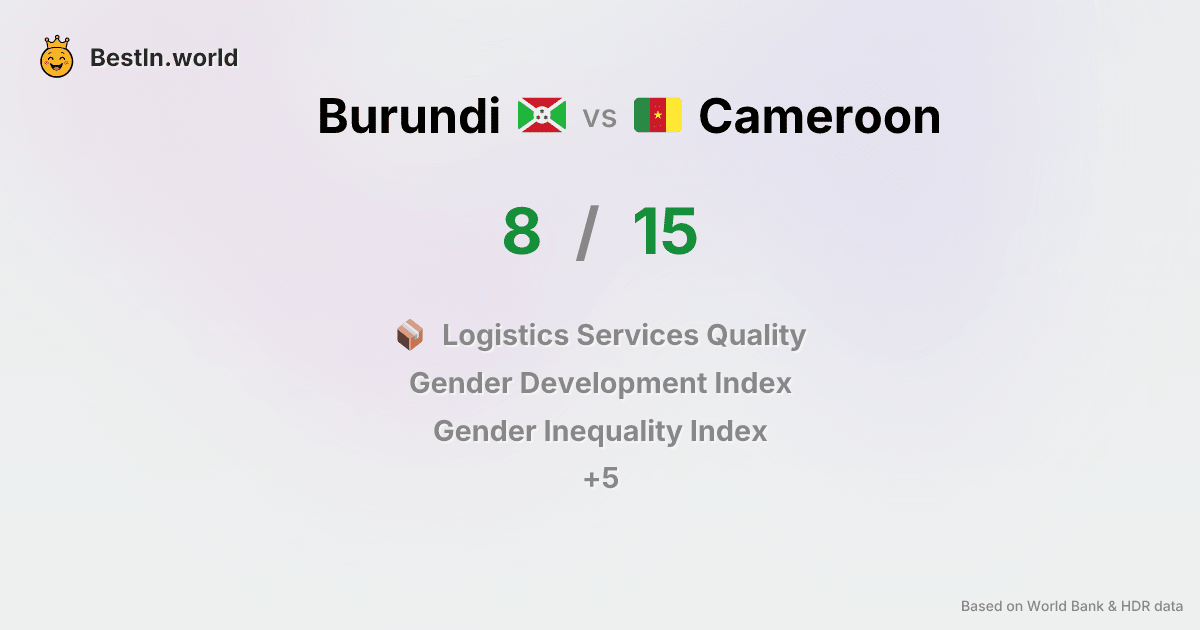 BestIn.world
Burundi vs Cameroon
8 / 15
Logistics Services Quality
Gender Development Index
Gender Inequality Index
+5
Based on World Bank & HDR data